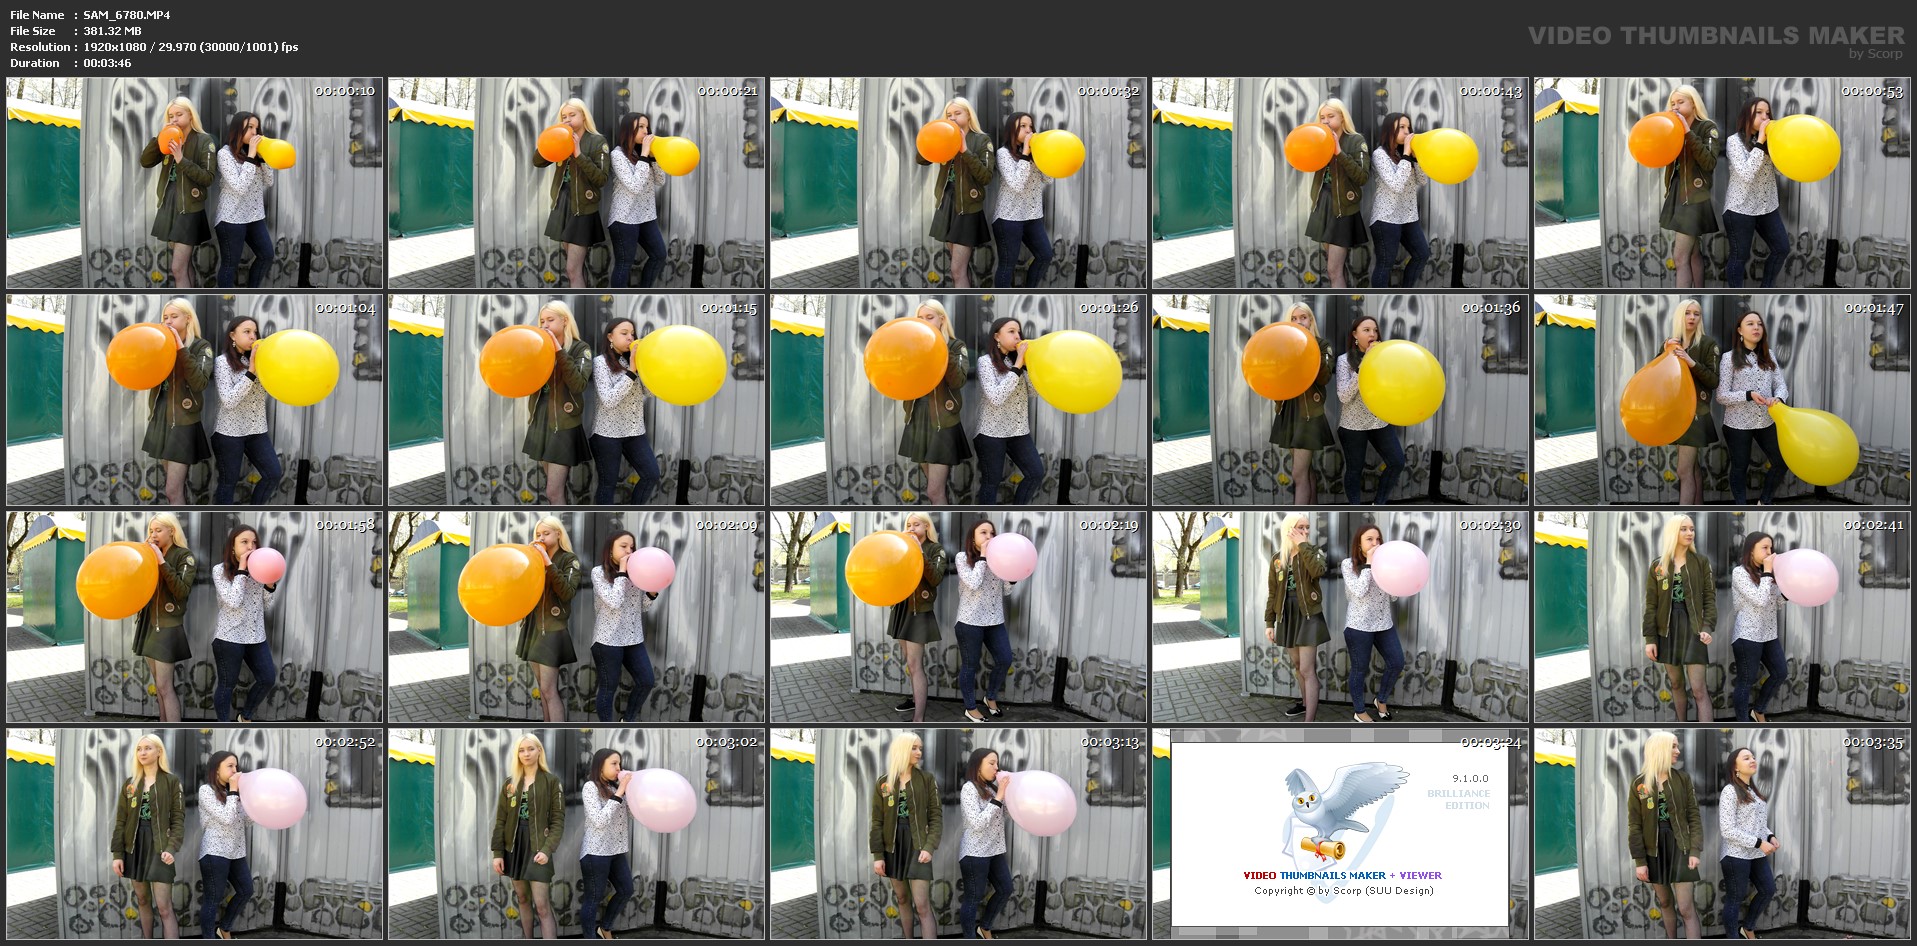 File Name : SAM_6780.MP4
File Size : 381.32 MB
Resolution : 1920x1080 / 29.970 (30000/1001) fps
Duration : 00:03:46
VIDEO THUMBNAILS MAKER
by Scorp
00:00:10
00:00:21
00:00:32
00:00:43
00:00:53
00:01:04
00:01:15
00:01:26
00:01:36
00:01:47
00:01:58
00:02:09
00:02:19
00:02:30
00:02:41
00:02:52
00:03:02
00:03:13
00:03:24
9.1.0.0
BRILLIANCE
EDITION
VIDEO THUMBNAILS MAKER + VIEWER
Copyright © by Scorp (SUU Design)
00:03:35